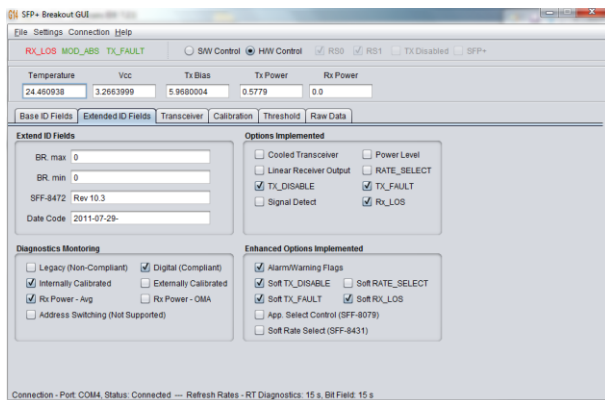 SFP+ Breakout GUI
File Settings Connection Help
RX_LOS MOD_ABS TX_FAULT S/W Control H/W Control RS0 RS1 TX Disabled SFP+
Temperature Vcc Tx Bias Tx Power Rx Power
24.460938 3.2663999 5.9680004 0.5779 0.0
Base ID Fields Extended ID Fields Transceiver Calibration Threshold Raw Data
Extend ID Fields
BR. max 0
BR. min 0
SFF-8472 Rev 10.3
Date Code 2011-07-29-
Options Implemented
Cooled Transceiver Power Level
Linear Receiver Output RATE_SELECT
TX_DISABLE TX_FAULT
Signal Detect Rx_LOS
Diagnostics Montoring
Legacy (Non-Compliant) Digital (Compliant)
Internally Calibrated Externally Calibrated
Rx Power - Avg Rx Power - OMA
Address Switching (Not Supported)
Enhanced Options Implemented
Alarm/Warning Flags
Soft TX_DISABLE Soft RATE_SELECT
Soft TX_FAULT Soft RX_LOS
App. Select Control (SFF-8079)
Soft Rate Select (SFF-8431)
Connection - Port: COM4, Status: Connected --- Refresh Rates - RT Diagnostics: 15 s, Bit Field: 15 s